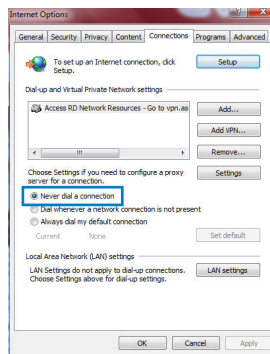 Internet Options
General Security Privacy Content Connections Programs Advanced
To set up an Internet connection, click
Setup.
Setup
Dial-up and Virtual Private Network settings
Access RD Network Resources - Go to vpn.as
Add...
Add VPN...
Remove...
Choose Settings if you need to configure a proxy
server for a connection.
Settings
Never dial a connection
Dial whenever a network connection is not present
Always dial my default connection
Current None
Set default
Local Area Network (LAN) settings
LAN Settings do not apply to dial-up connections.
Choose Settings above for dial-up settings.
LAN settings
OK Cancel Apply